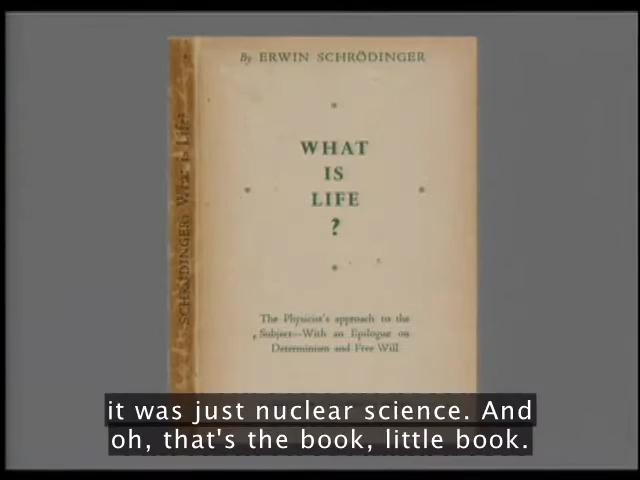 By ERWIN SCHRÖDINGER
WHAT
IS
LIFE
?
The Physicist's approach to the
Subject—With an Epilogue on
Determinism and Free Will
SCHRÖDINGER: What is Life?
it was just nuclear science. And
oh, that's the book, little book.